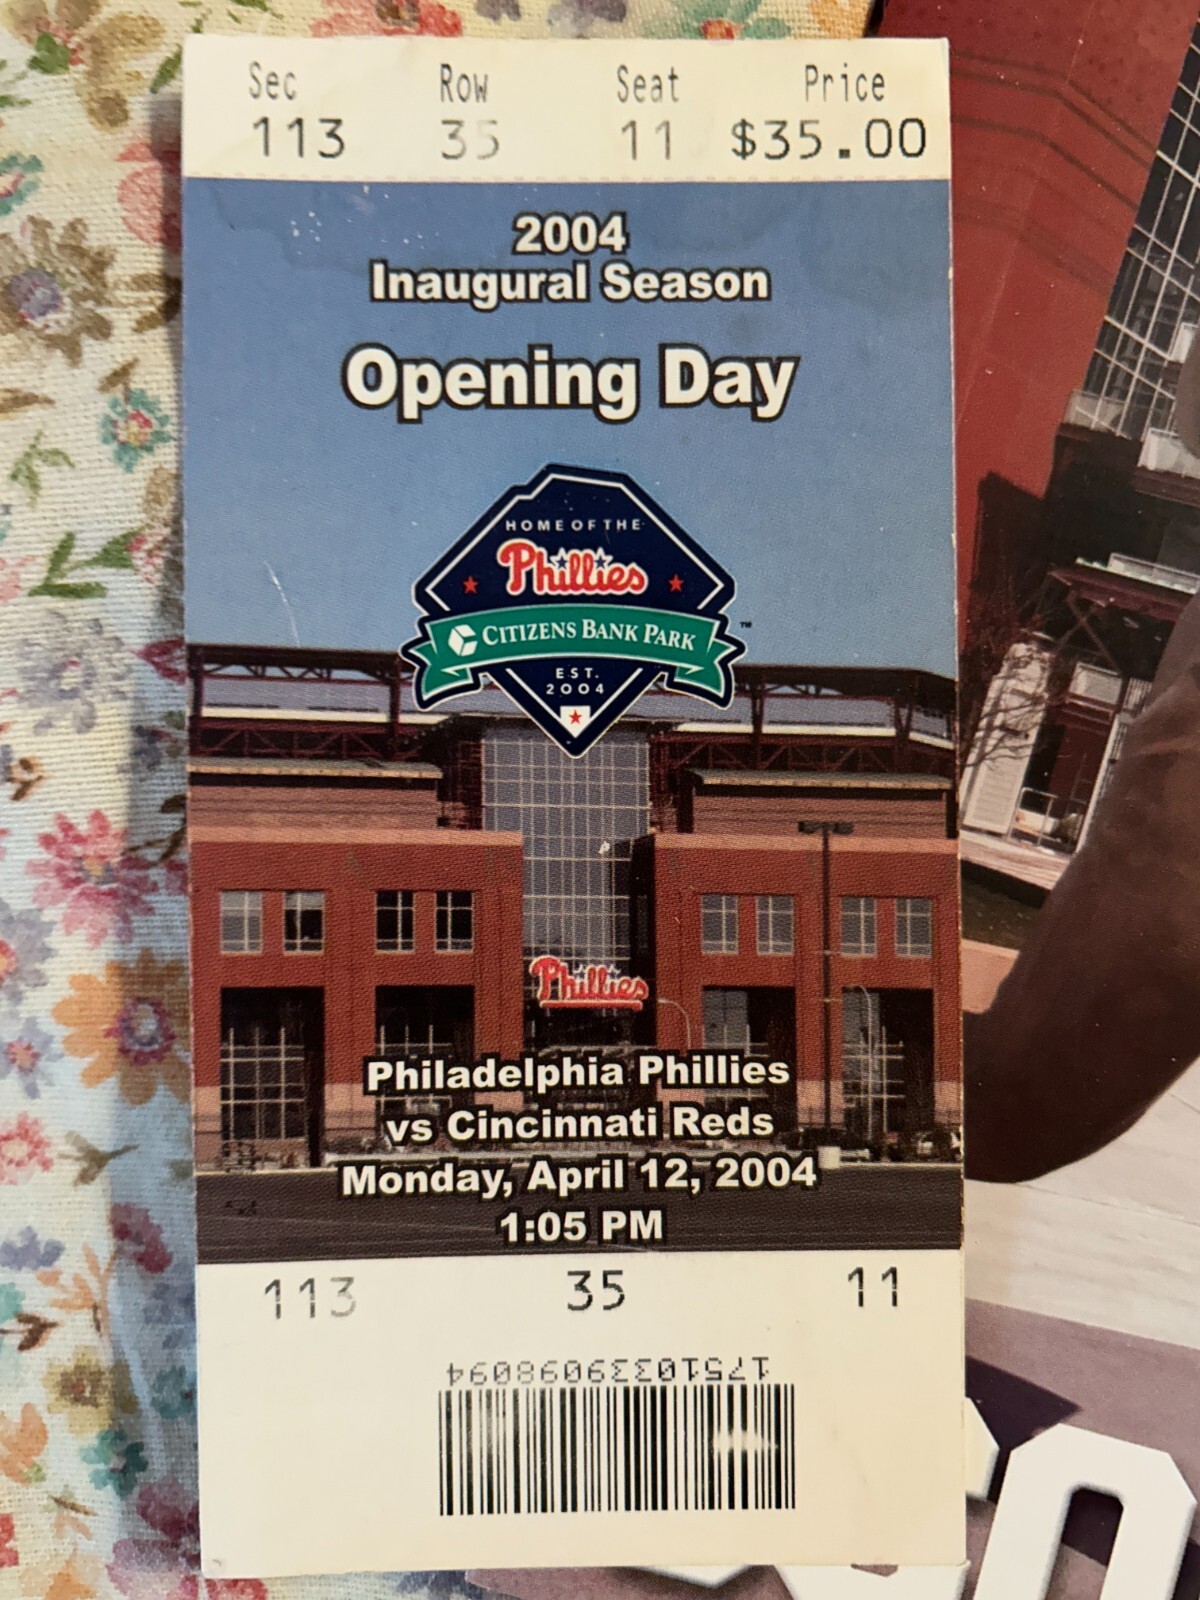 Sec Row Seat Price
113 35 11 $35.00
2004
Inaugural Season
Opening Day
HOME OF THE
Phillies
CITIZENS BANK PARK
TM
EST.
2004
Phillies
Philadelphia Phillies
vs Cincinnati Reds
Monday, April 12, 2004
1:05 PM
113 35 11
1751033909098094